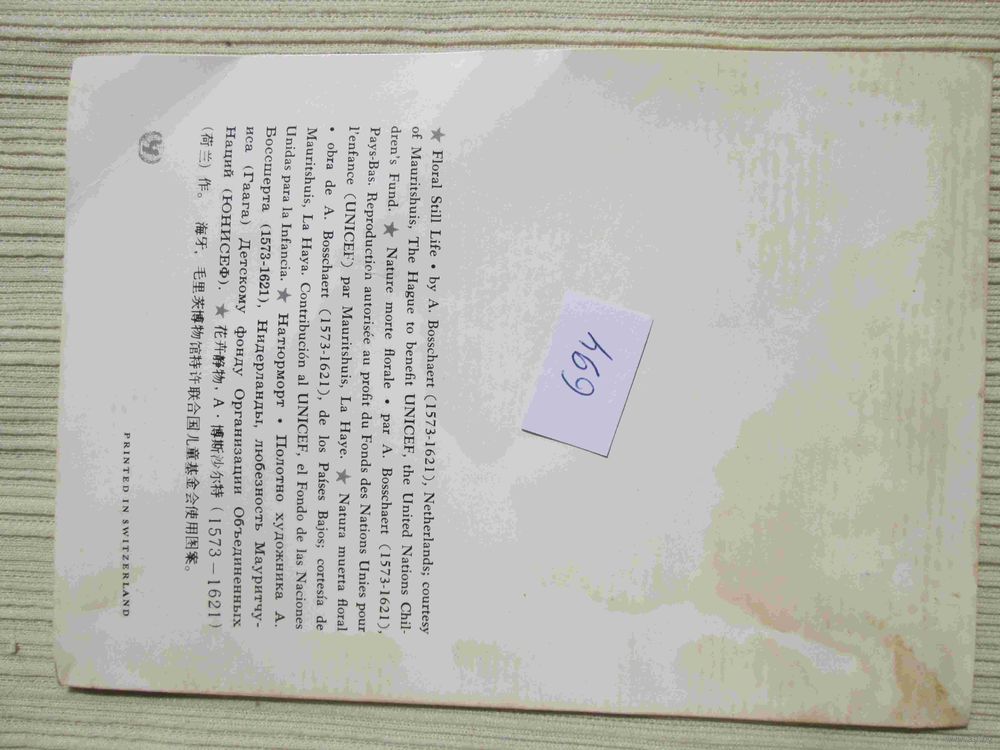 694
★ Floral Still Life • by A. Bosschaert (1573-1621), Netherlands; courtesy
of Mauritshuis, The Hague to benefit UNICEF, the United Nations Chil-
dren's Fund. ★ Nature morte florale • par A. Bosschaert (1573-1621),
Pays-Bas. Reproduction autorisée au profit du Fonds des Nations Unies pour
l'enfance (UNICEF) par Mauritshuis, La Haye. ★ Natura muerta floral
• obra de A. Bosschaert (1573-1621), de los Países Bajos; cortesía de
Mauritshuis, La Haya. Contribución al UNICEF, el Fondo de las Naciones
Unidas para la Infancia. ★ Натюрморт • Полотно художника А.
Воссшерта (1573-1621), Нидерланды, любезность Мауритчу-
иса (Гаага) Детскому фонду Организации Объединенных
Наций (ЮНИСЕФ). ★ 花卉静物, A·博斯沙尔特 (1573－1621)
(荷兰) 作。 海牙, 毛里茨博物馆特许联合国儿童基金会使用图案。
PRINTED IN SWITZERLAND